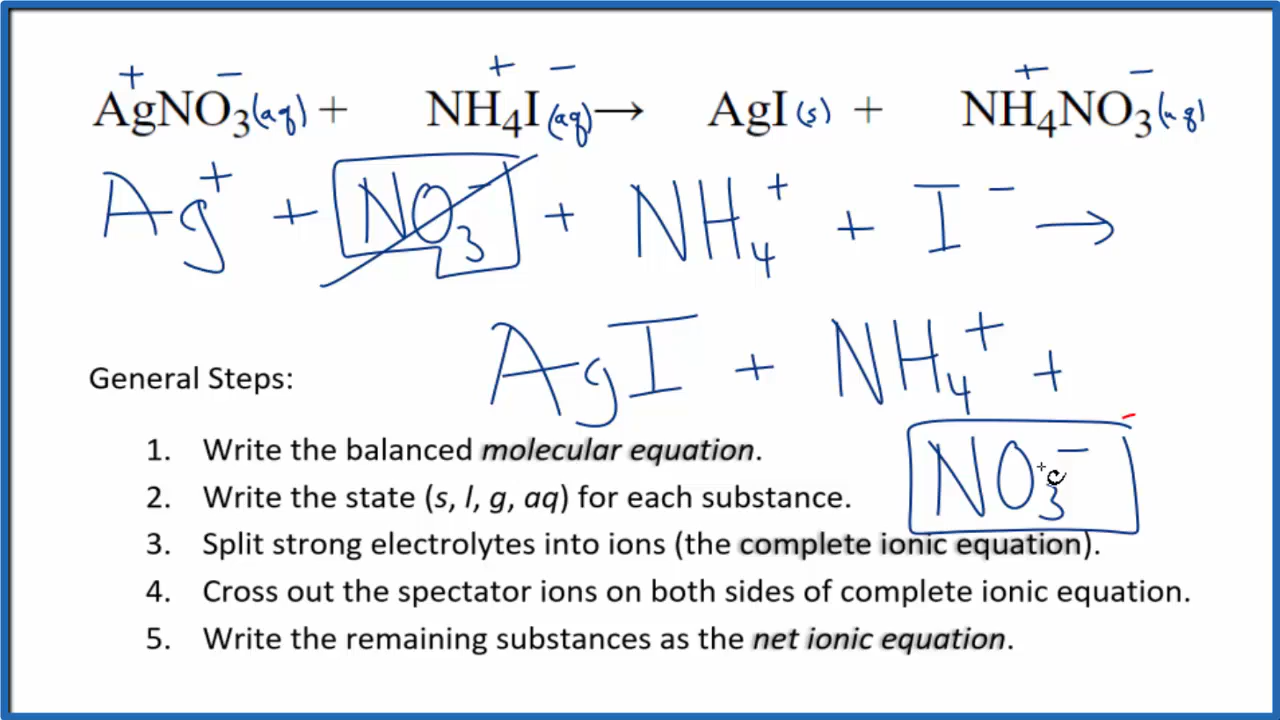 + − + − + −
AgNO₃(aq) + NH₄I(aq) → AgI(s) + NH₄NO₃(aq)
Ag⁺ + NO₃⁻ + NH₄⁺ + I⁻ →
AgI + NH₄⁺ +
NO₃⁻
General Steps:
1. Write the balanced molecular equation.
2. Write the state (s, l, g, aq) for each substance.
3. Split strong electrolytes into ions (the complete ionic equation).
4. Cross out the spectator ions on both sides of complete ionic equation.
5. Write the remaining substances as the net ionic equation.